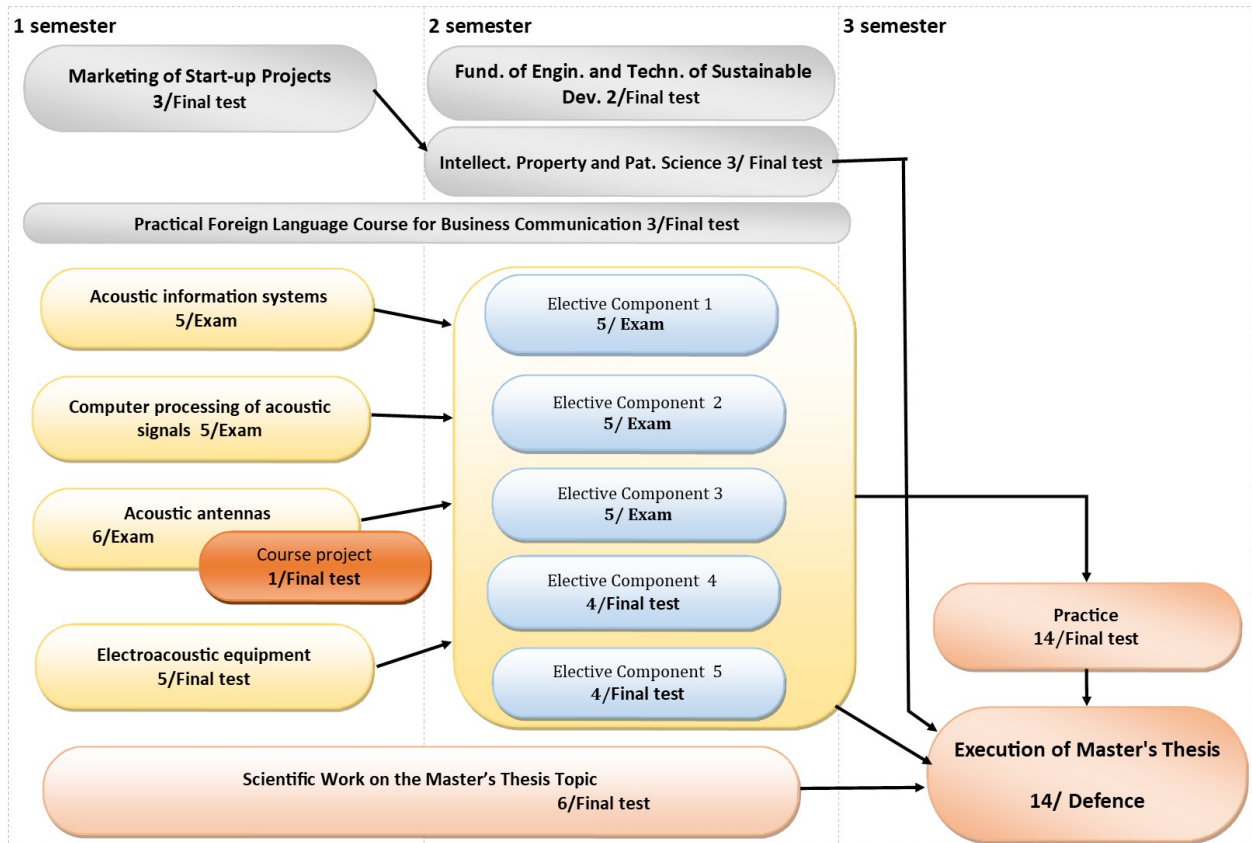 1 semester
2 semester
3 semester
Marketing of Start-up Projects
3/Final test
Fund. of Engin. and Techn. of Sustainable
Dev. 2/Final test
Intellect. Property and Pat. Science 3/ Final test
Practical Foreign Language Course for Business Communication 3/Final test
Acoustic information systems
5/Exam
Elective Component 1
5/ Exam
Computer processing of acoustic
signals 5/Exam
Elective Component 2
5/ Exam
Acoustic antennas
6/Exam
Course project
1/Final test
Elective Component 3
5/ Exam
Elective Component 4
4/Final test
Electroacoustic equipment
5/Final test
Elective Component 5
4/Final test
Practice
14/Final test
Scientific Work on the Master’s Thesis Topic
6/Final test
Execution of Master's Thesis
14/ Defence